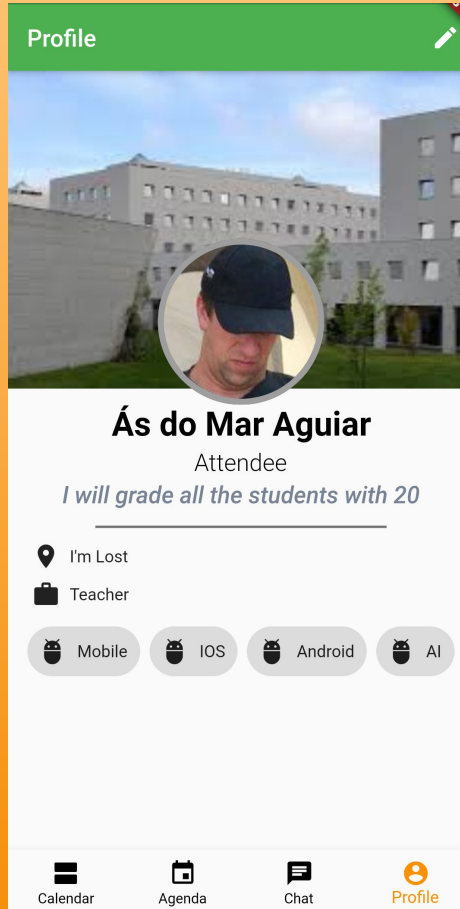 Profile
Ás do Mar Aguiar
Attendee
I will grade all the students with 20
I'm Lost
Teacher
Mobile IOS Android AI
Calendar Agenda Chat Profile